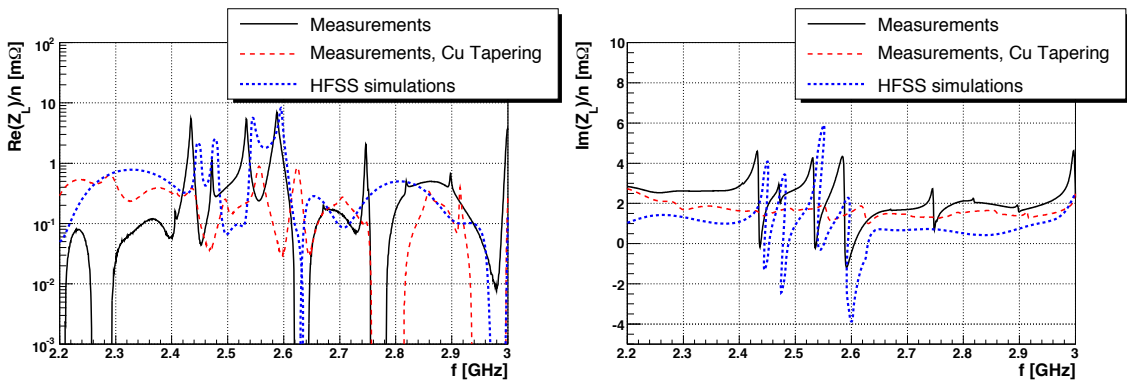 Measurements
Measurements, Cu Tapering
HFSS simulations
Re(Z_L)/n [mΩ]
10^2
10
1
10^-1
10^-2
10^-3
2.2 2.3 2.4 2.5 2.6 2.7 2.8 2.9 3
f [GHz]
Measurements
Measurements, Cu Tapering
HFSS simulations
Im(Z_L)/n [mΩ]
10
8
6
4
2
0
-2
-4
2.2 2.3 2.4 2.5 2.6 2.7 2.8 2.9 3
f [GHz]